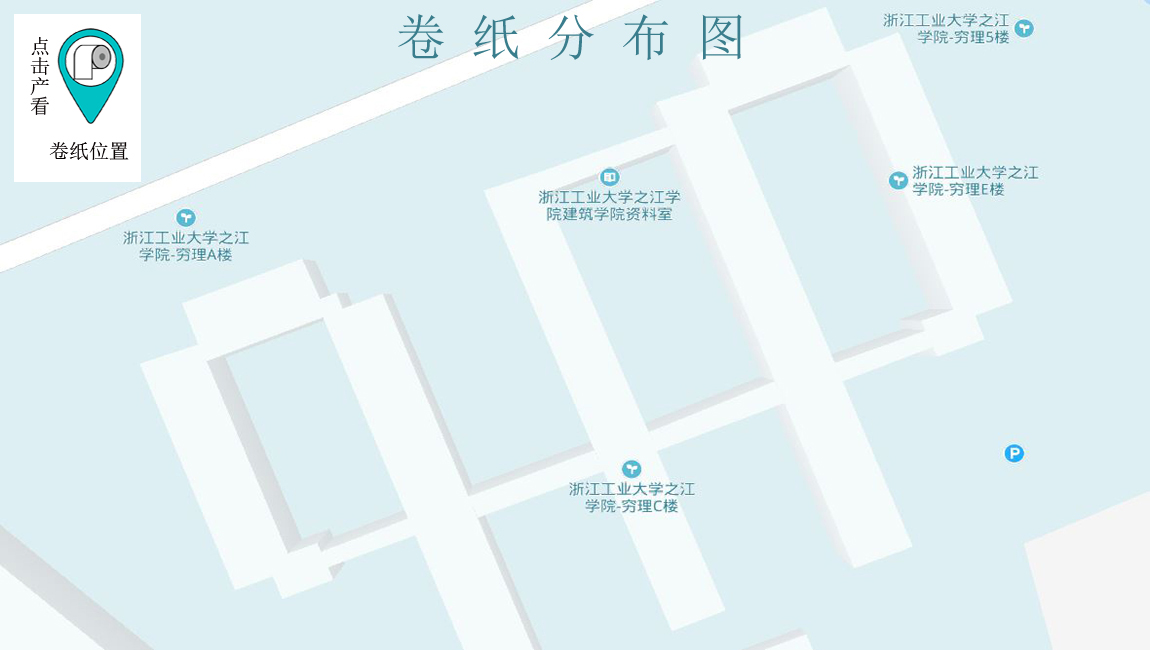 卷纸分布图
点击产看
卷纸位置
浙江工业大学之江
学院-穷理5楼
浙江工业大学之江
学院-穷理E楼
浙江工业大学之江学
院建筑学院资料室
浙江工业大学之江
学院-穷理A楼
浙江工业大学之江
学院-穷理C楼
P